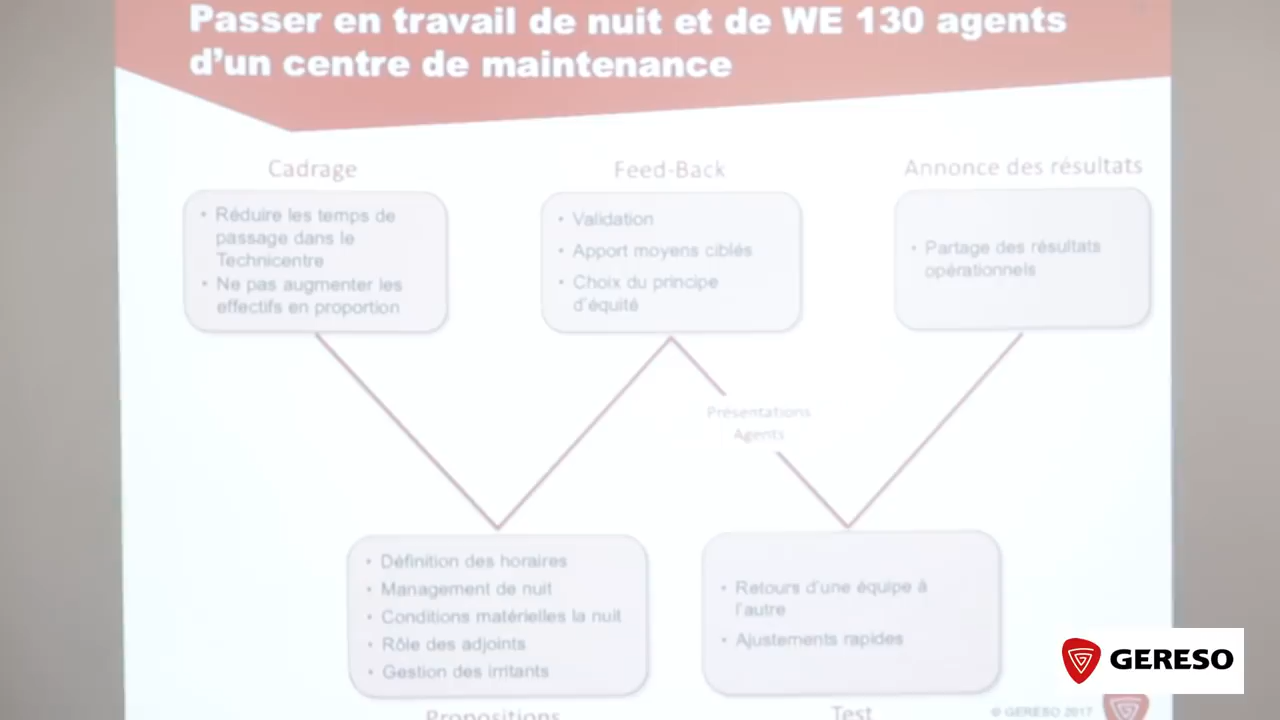 Passer en travail de nuit et de WE 130 agents
d'un centre de maintenance
Cadrage
• Réduire les temps de
passage dans le
Technicentre
• Ne pas augmenter les
effectifs en proportion
Feed-Back
• Validation
• Apport moyens ciblés
• Choix du principe
d'équité
Annonce des résultats
• Partage des résultats
opérationnels
Présentations
Agents
• Définition des horaires
• Management de nuit
• Conditions matérielles la nuit
• Rôle des adjoints
• Gestion des irritants
Propositions
• Retours d'une équipe à
l'autre
• Ajustements rapides
Test
© GERESO 2017
GERESO